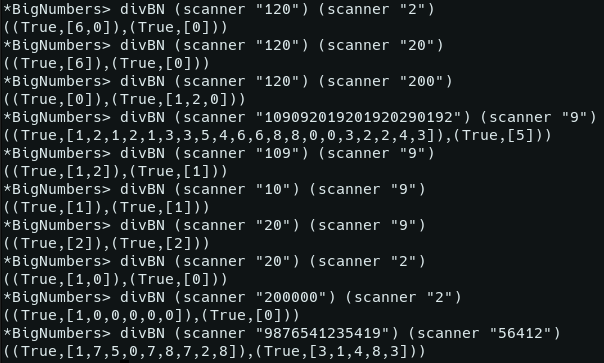 *BigNumbers> divBN (scanner "120") (scanner "2")
((True,[6,0]),(True,[0]))
*BigNumbers> divBN (scanner "120") (scanner "20")
((True,[6]),(True,[0]))
*BigNumbers> divBN (scanner "120") (scanner "200")
((True,[0]),(True,[1,2,0]))
*BigNumbers> divBN (scanner "109092019201920290192") (scanner "9")
((True,[1,2,1,2,1,3,3,5,4,6,6,8,8,0,0,3,2,2,4,3]),(True,[5]))
*BigNumbers> divBN (scanner "109") (scanner "9")
((True,[1,2]),(True,[1]))
*BigNumbers> divBN (scanner "10") (scanner "9")
((True,[1]),(True,[1]))
*BigNumbers> divBN (scanner "20") (scanner "9")
((True,[2]),(True,[2]))
*BigNumbers> divBN (scanner "20") (scanner "2")
((True,[1,0]),(True,[0]))
*BigNumbers> divBN (scanner "200000") (scanner "2")
((True,[1,0,0,0,0,0]),(True,[0]))
*BigNumbers> divBN (scanner "9876541235419") (scanner "56412")
((True,[1,7,5,0,7,8,7,2,8]),(True,[3,1,4,8,3]))